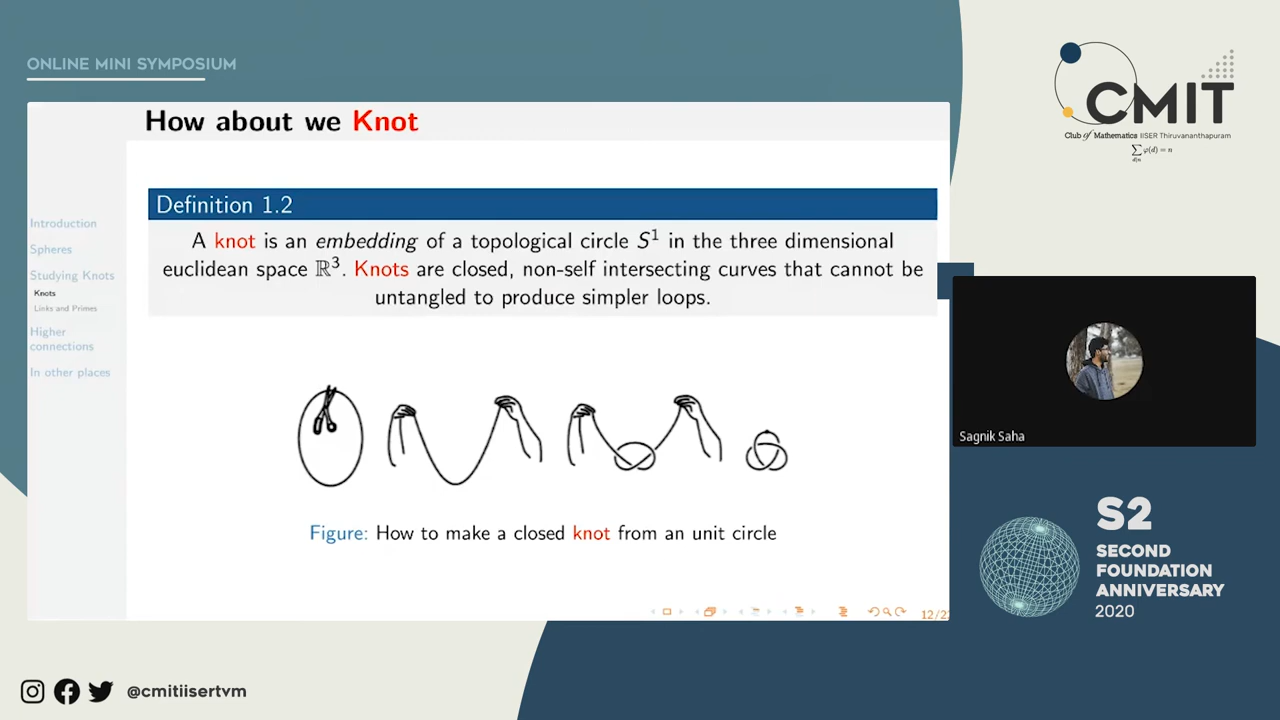 ONLINE MINI SYMPOSIUM
CMIT
Club of Mathematics IISER Thiruvananthapuram
∑ φ(d) = n
d|n
How about we Knot
Introduction
Spheres
Studying Knots
Knots
Links and Primes
Higher
connections
In other places
Definition 1.2
A knot is an embedding of a topological circle S¹ in the three dimensional
euclidean space ℝ³. Knots are closed, non-self intersecting curves that cannot be
untangled to produce simpler loops.
Figure: How to make a closed knot from an unit circle
Sagnik Saha
S2
SECOND
FOUNDATION
ANNIVERSARY
2020
@cmitiisertvm